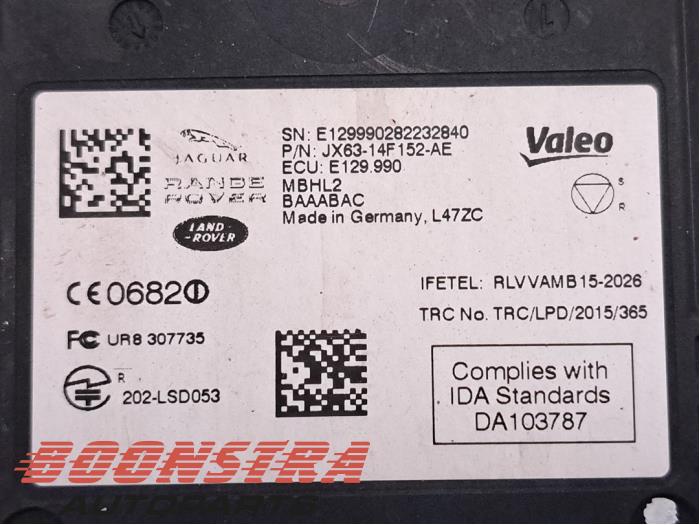 JAGUAR
RANGE ROVER
LAND-ROVER
SN: E129990282232840
P/N: JX63-14F152-AE
ECU: E129.990
MBHL2
BAAABAC
Made in Germany, L47ZC
Valeo
S
R
CE0682
FC UR8 307735
R
202-LSD053
IFETEL: RLVVAMB15-2026
TRC No. TRC/LPD/2015/365
Complies with
IDA Standards
DA103787
BOONSTRA
AUTOPARTS